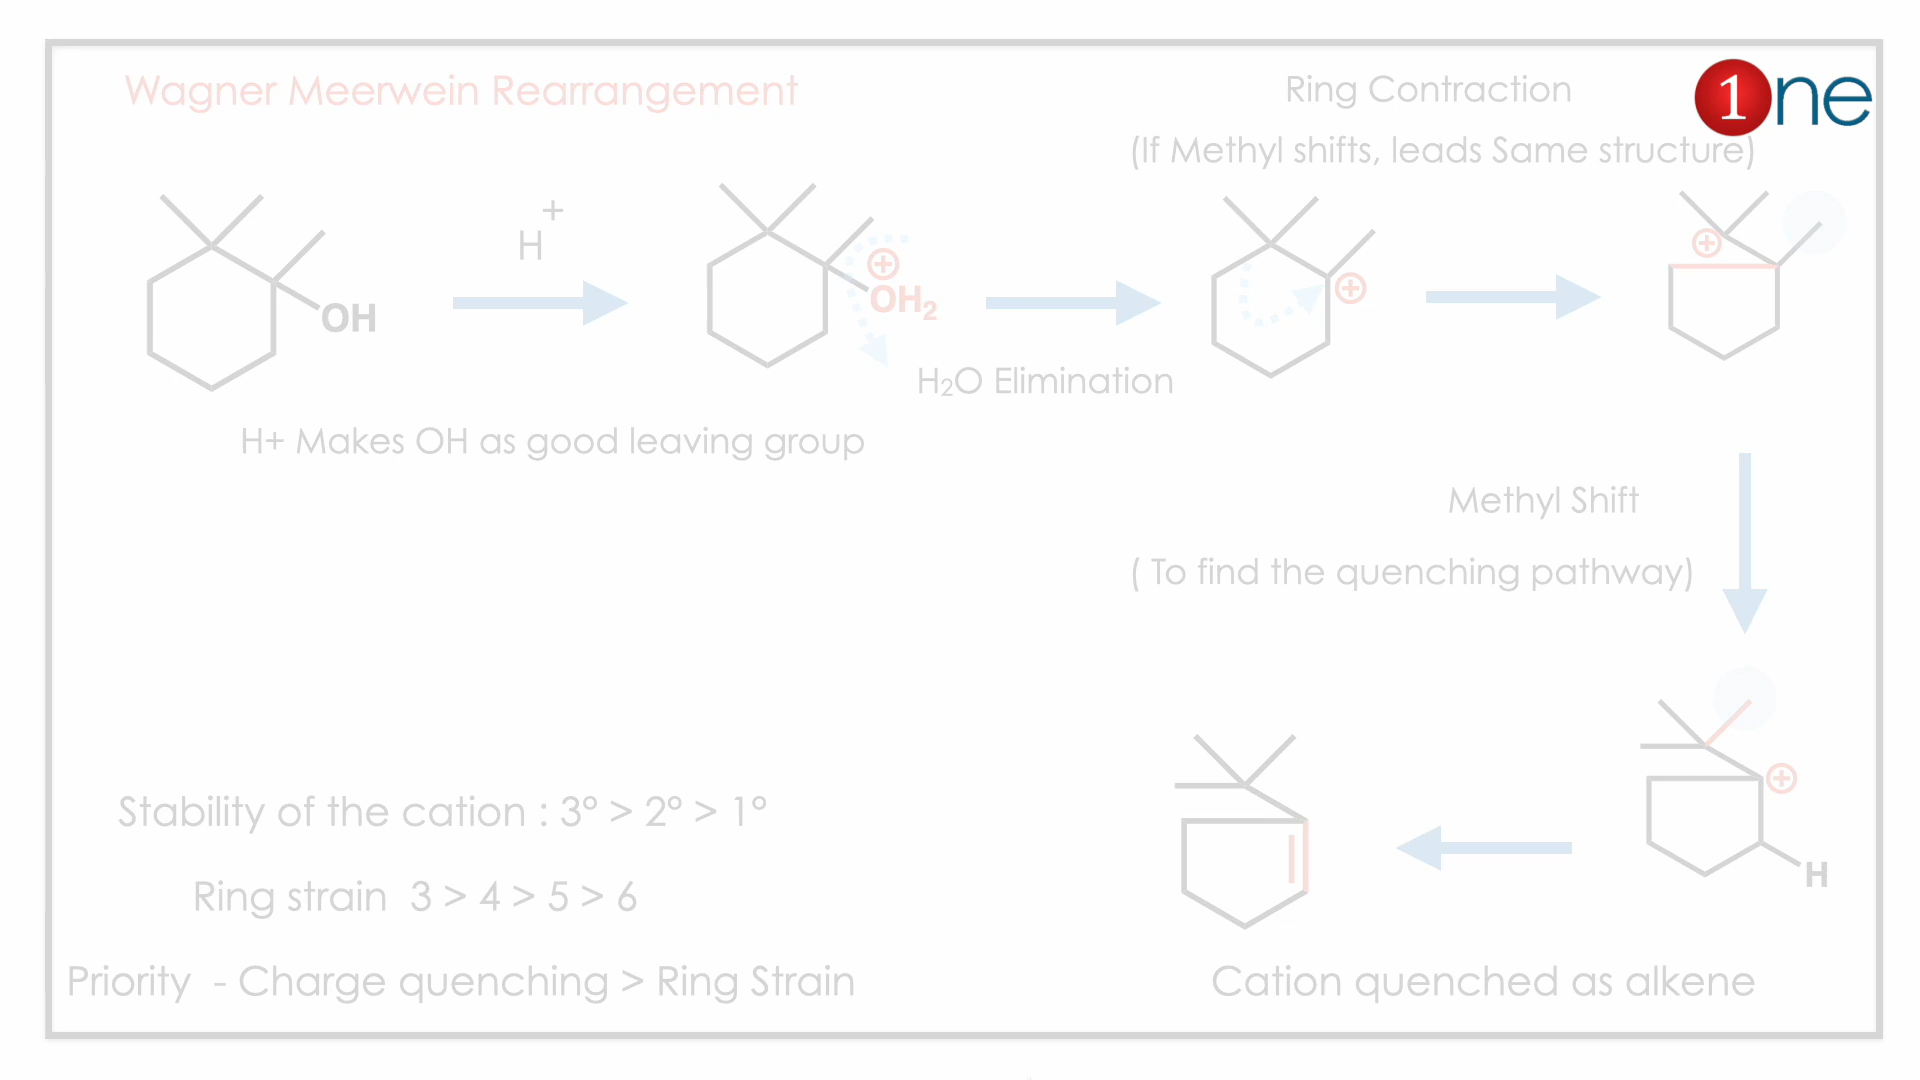 Wagner Meerwein Rearrangement
Ring Contraction
1ne
(If Methyl shifts, leads Same structure)
H+
OH
⊕
OH₂
⊕
⊕
H₂O Elimination
H+ Makes OH as good leaving group
Methyl Shift
( To find the quenching pathway)
⊕
H
Stability of the cation : 3° > 2° > 1°
Ring strain 3 > 4 > 5 > 6
Priority - Charge quenching > Ring Strain
Cation quenched as alkene